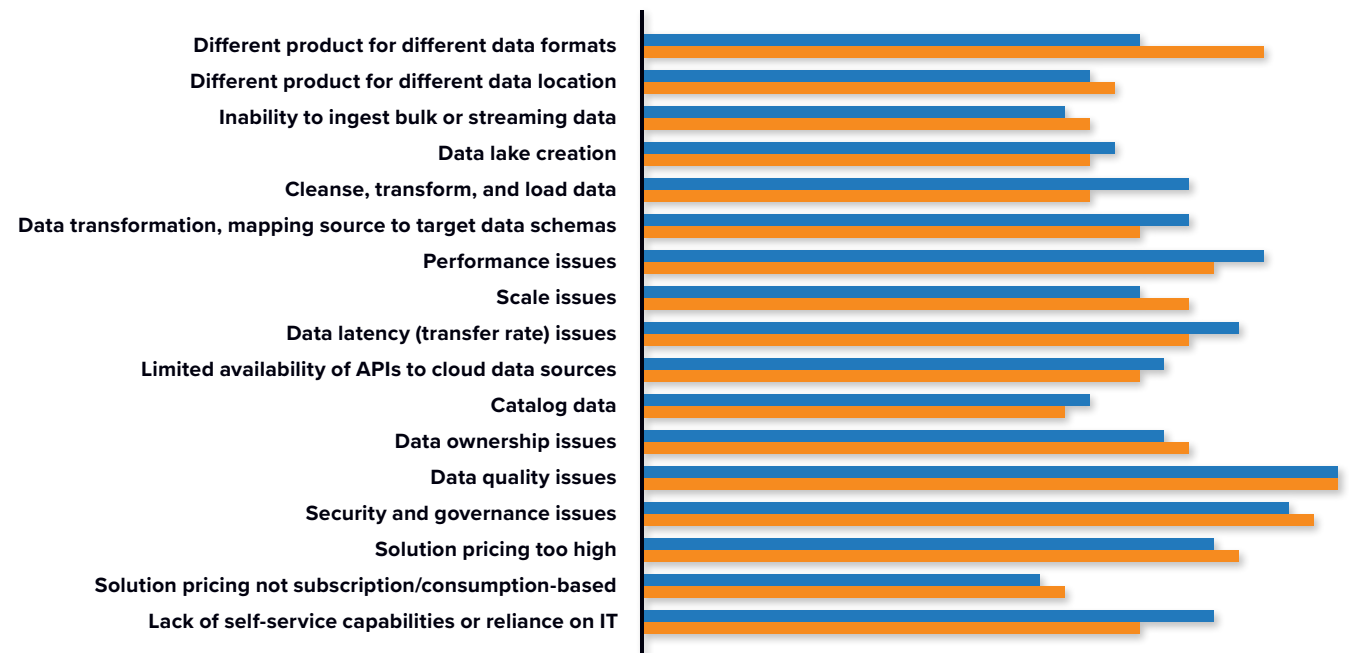 Different product for different data formats
Different product for different data location
Inability to ingest bulk or streaming data
Data lake creation
Cleanse, transform, and load data
Data transformation, mapping source to target data schemas
Performance issues
Scale issues
Data latency (transfer rate) issues
Limited availability of APIs to cloud data sources
Catalog data
Data ownership issues
Data quality issues
Security and governance issues
Solution pricing too high
Solution pricing not subscription/consumption-based
Lack of self-service capabilities or reliance on IT